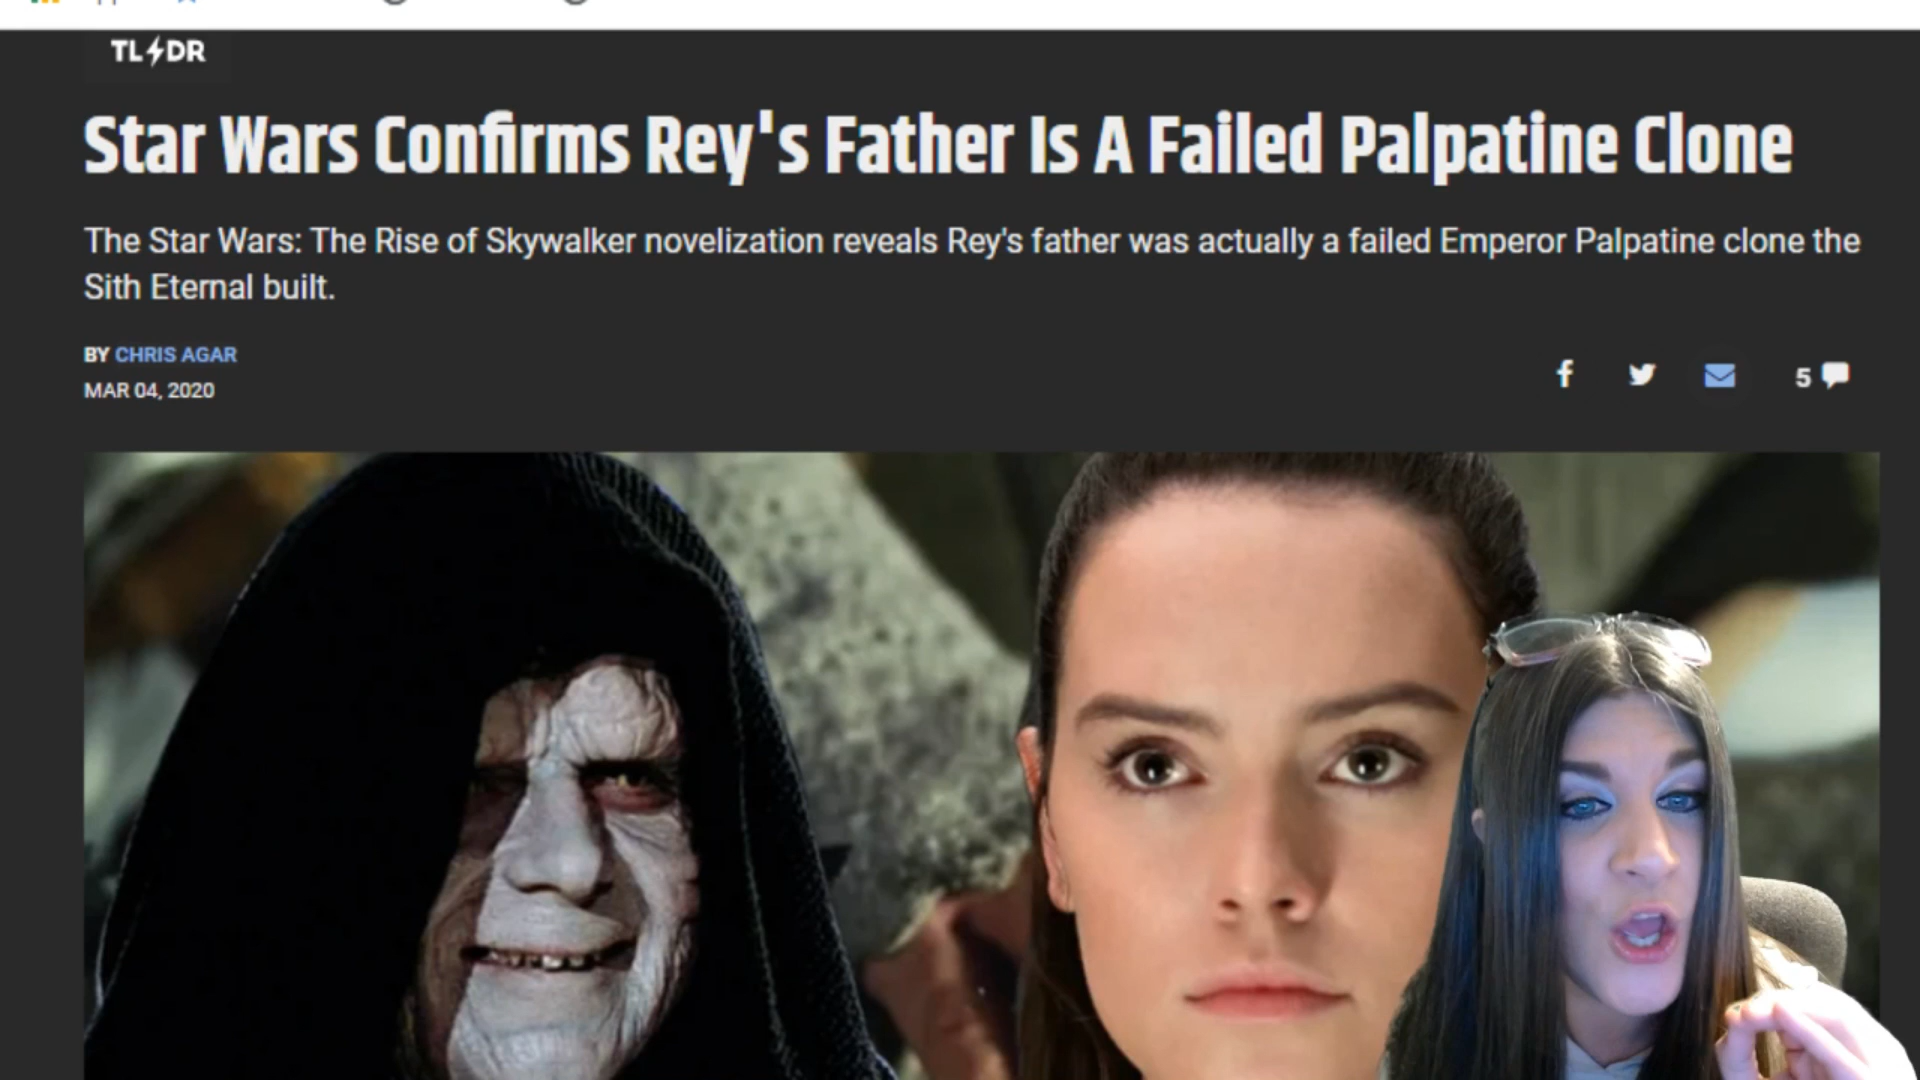 TL DR
Star Wars Confirms Rey's Father Is A Failed Palpatine Clone
The Star Wars: The Rise of Skywalker novelization reveals Rey's father was actually a failed Emperor Palpatine clone the
Sith Eternal built.
BY CHRIS AGAR
MAR 04, 2020
5